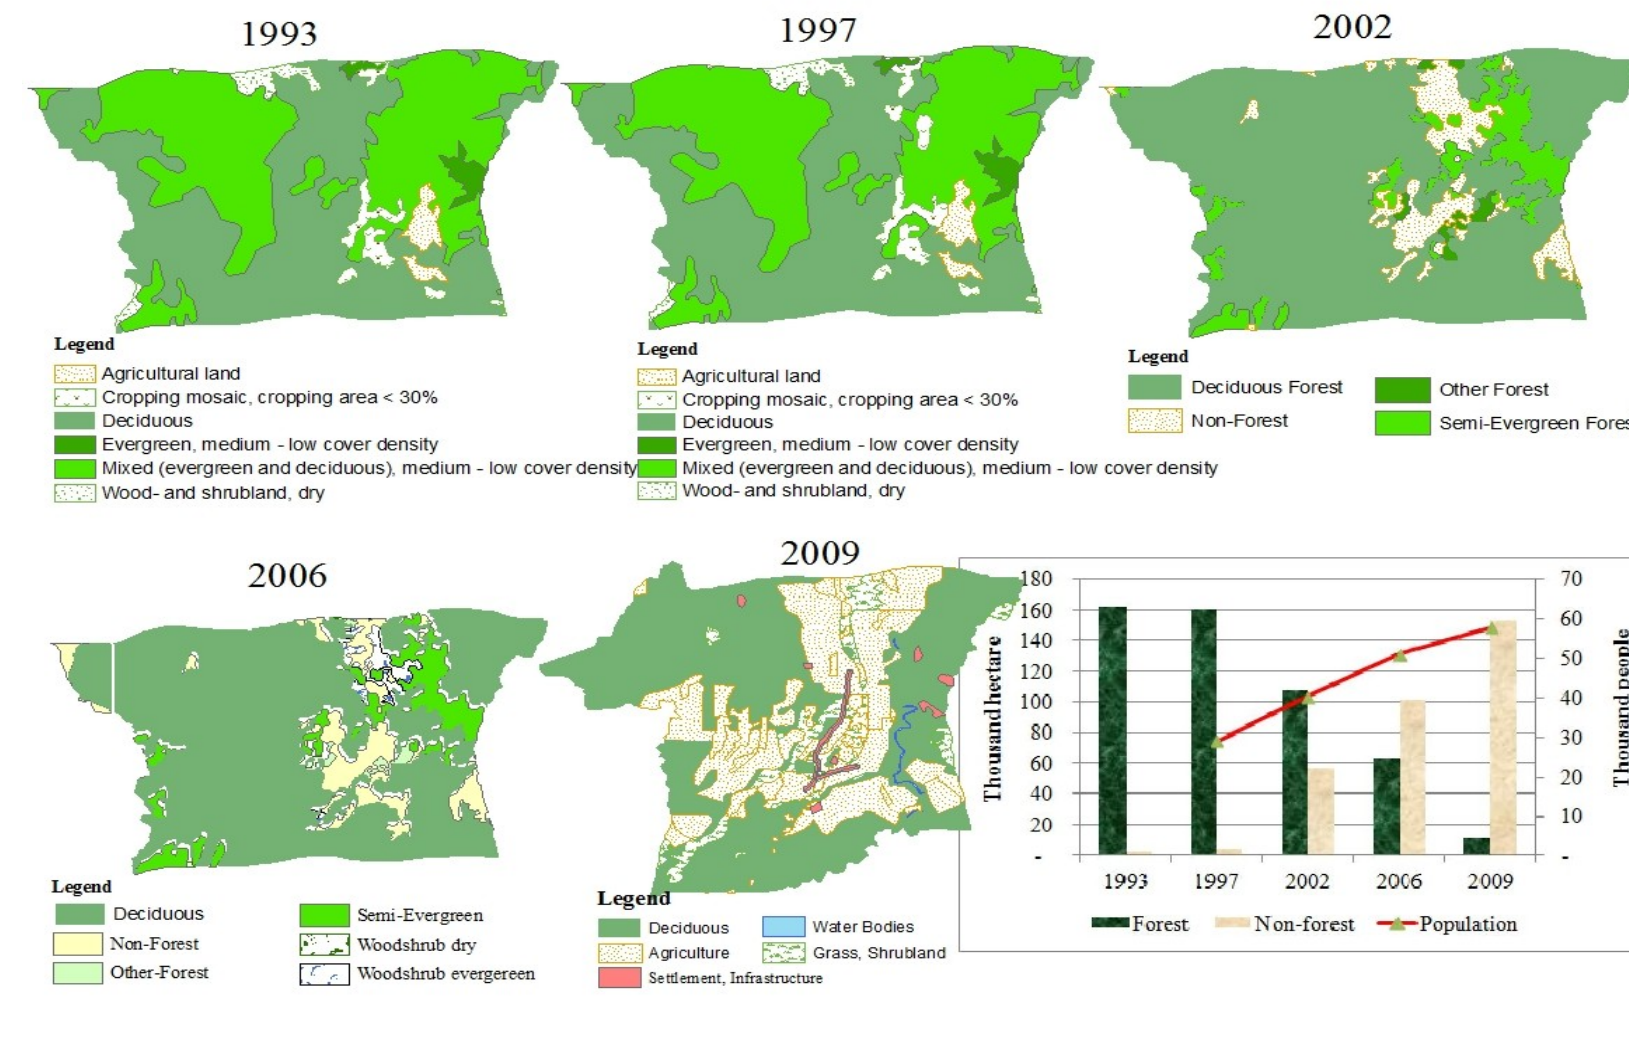 1993
1997
2002
Legend
Agricultural land
Cropping mosaic, cropping area < 30%
Deciduous
Evergreen, medium - low cover density
Mixed (evergreen and deciduous), medium - low cover density
Wood- and shrubland, dry
Legend
Agricultural land
Cropping mosaic, cropping area < 30%
Deciduous
Evergreen, medium - low cover density
Mixed (evergreen and deciduous), medium - low cover density
Wood- and shrubland, dry
Legend
Deciduous Forest
Non-Forest
Other Forest
Semi-Evergreen Fores
2006
2009
Legend
Deciduous
Non-Forest
Other-Forest
Semi-Evergreen
Woodshrub dry
Woodshrub evergereen
Legend
Deciduous
Agriculture
Settlement, Infrastructure
Water Bodies
Grass, Shrubland
Thousand hectare
180
160
140
120
100
80
60
40
20
-
70
60
50
40
30
20
10
-
Thousand people
1993 1997 2002 2006 2009
Forest Non-forest Population